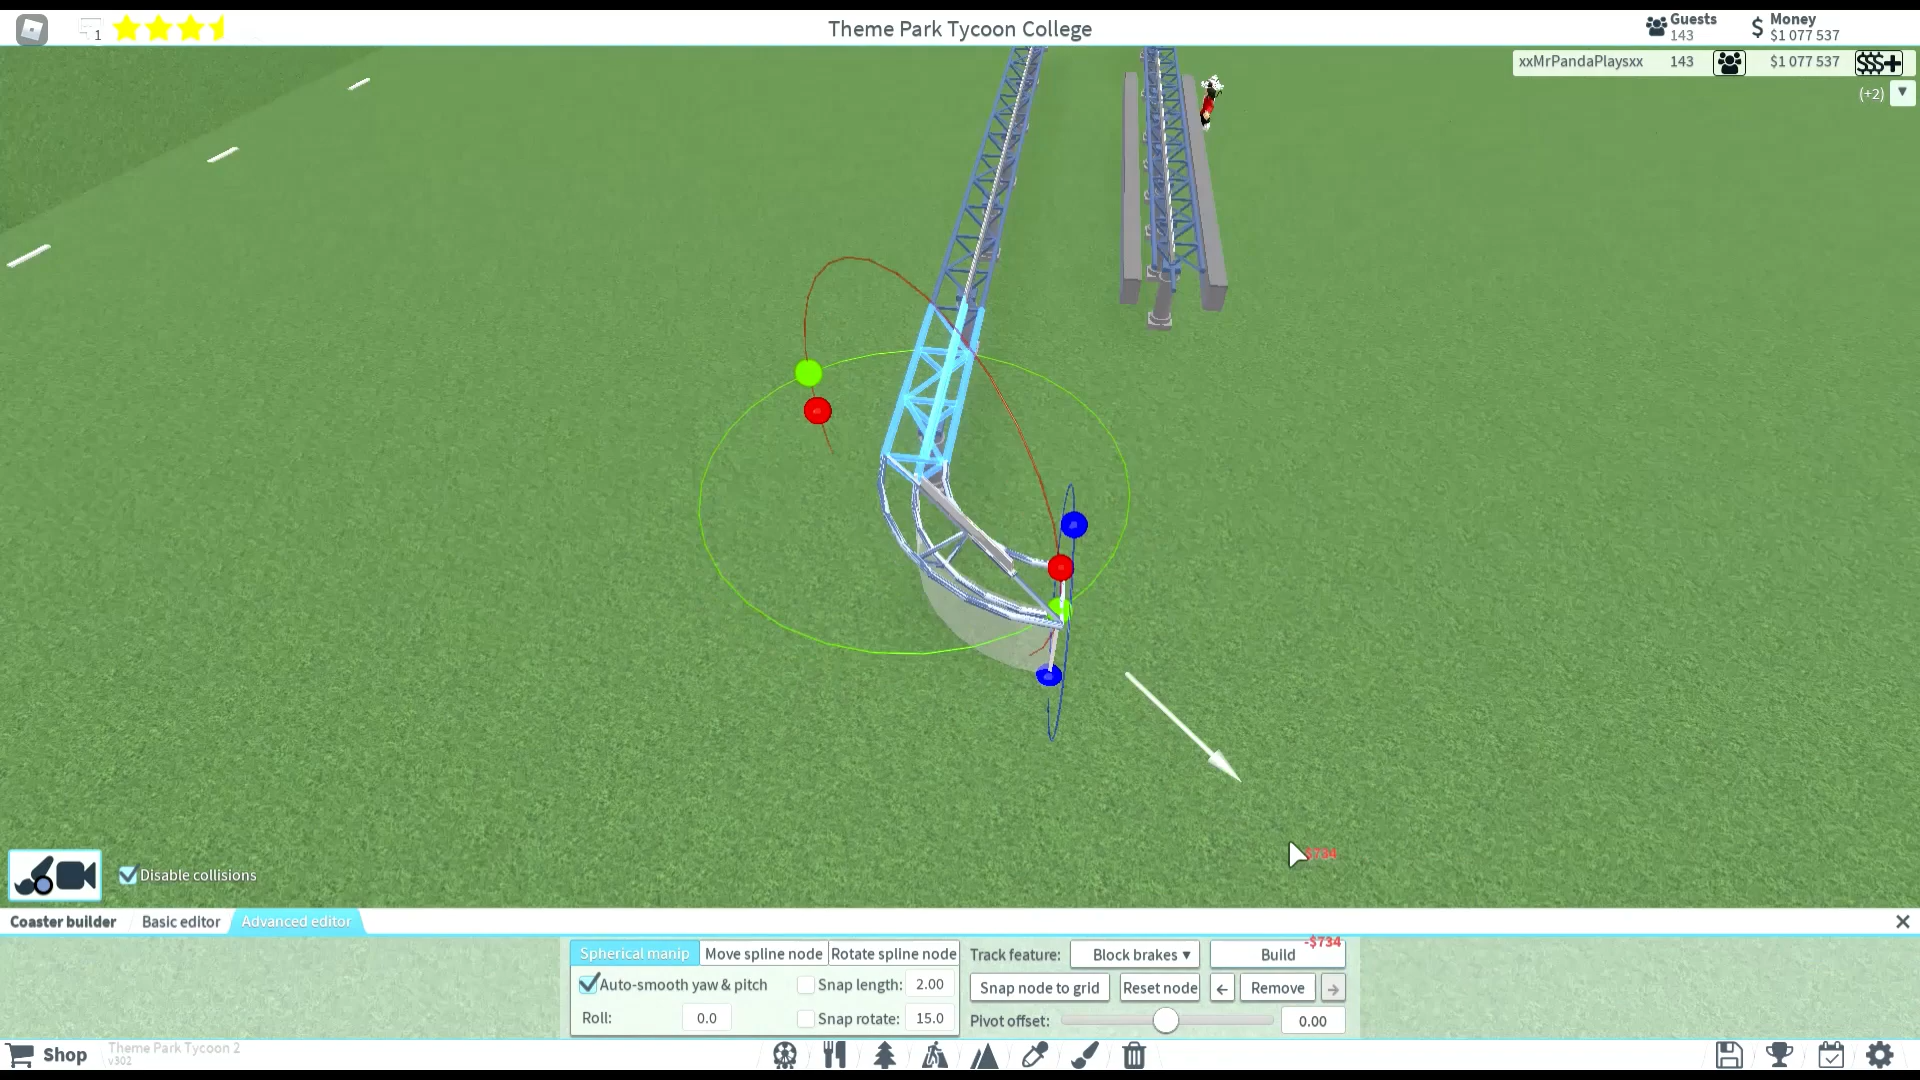 1
Theme Park Tycoon College
Guests
143
$ Money
$1 077 537
xxMrPandaPlaysxx 143 $1 077 537 $$$+
(+2) ▼
-$734
Disable collisions
Coaster builder Basic editor Advanced editor
Spherical manip Move spline node Rotate spline node
Auto-smooth yaw & pitch Snap length: 2.00
Roll: 0.0 Snap rotate: 15.0
Track feature: Block brakes ▼ Build -$734
Snap node to grid Reset node ← Remove →
Pivot offset: 0.00
Shop
Theme Park Tycoon 2
v302